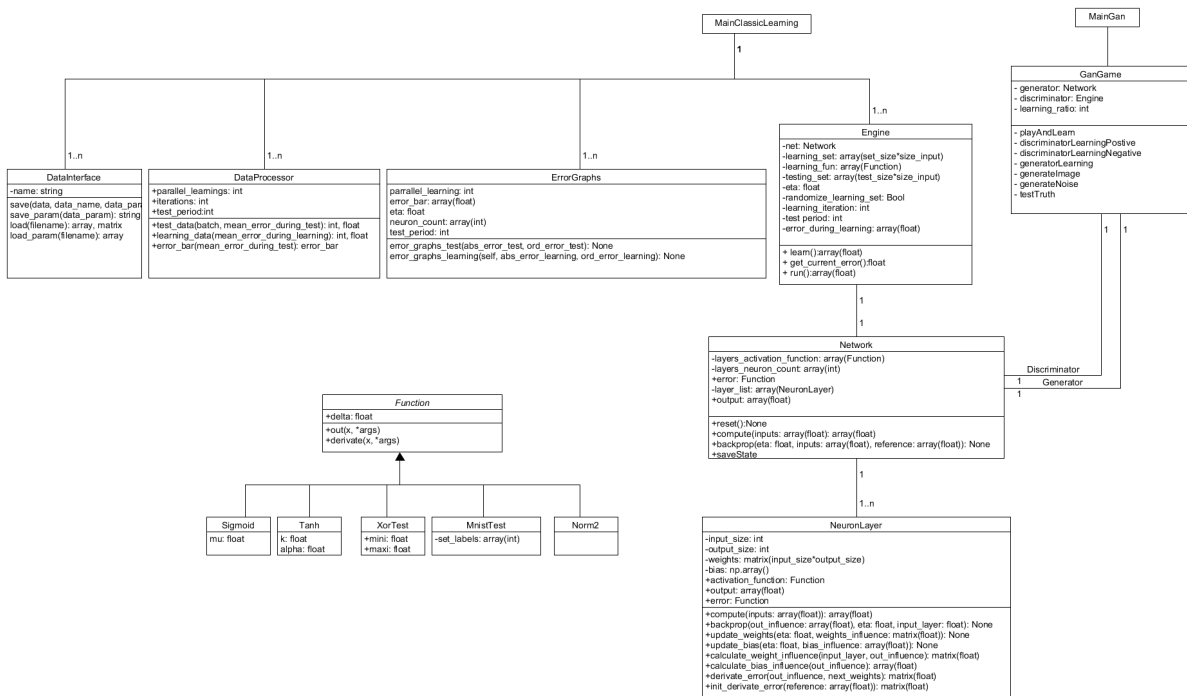 MainClassicLearning
1
MainGan
GanGame
- generator: Network
- discriminator: Engine
- learning_ratio: int
- playAndLearn
- discriminatorLearningPostive
- discriminatorLearningNegative
- generatorLearning
- generateImage
- generateNoise
- testTruth
1
1
1..n
1..n
1..n
1..n
DataInterface
-name: string
save(data, data_name, data_par
save_param(data_param): string
load(filename): array, matrix
load_param(filename): array
DataProcessor
+parallel_learnings: int
+iterations: int
+test_period:int
+test_data(batch, mean_error_during_test): int, float
+learning_data(mean_error_during_learning): int, float
+error_bar(mean_error_during_test): error_bar
ErrorGraphs
parrallel_learning: int
error_bar: array(float)
eta: float
neuron_count: array(int)
test_period: int
error_graphs_test(abs_error_test, ord_error_test): None
error_graphs_learning(self, abs_error_learning, ord_error_learning): None
Engine
-net: Network
-learning_set: array(set_size*size_input)
-learning_fun: array(Function)
-testing_set: array(test_size*size_input)
-eta: float
-randomize_learning_set: Bool
-learning_iteration: int
-test period: int
-error_during_learning: array(float)
+ learn():array(float)
+ get_current_error():float
+ run():array(float)
1
1
Network
-layers_activation_function: array(Function)
-layers_neuron_count: array(int)
+error: Function
-layer_list: array(NeuronLayer)
+output: array(float)
+reset():None
+compute(inputs: array(float): array(float)
+backprop(eta: float, inputs: array(float), reference: array(float)): None
+saveState
Discriminator
1
Generator
1
1
1..n
Function
+delta: float
+out(x, *args)
+derivate(x, *args)
Sigmoid
mu: float
Tanh
k: float
alpha: float
XorTest
+mini: float
+maxi: float
MnistTest
-set_labels: array(int)
Norm2
NeuronLayer
-input_size: int
-output_size: int
-weights: matrix(input_size*output_size)
-bias: np.array()
+activation_function: Function
+output: array(float)
+error: Function
+compute(inputs: array(float)): array(float)
+backprop(out_influence: array(float), eta: float, input_layer: float): None
+update_weights(eta: float, weights_influence: matrix(float)): None
+update_bias(eta: float, bias_influence: array(float)): None
+calculate_weight_influence(input_layer, out_influence): matrix(float)
+calculate_bias_influence(out_influence): array(float)
+derivate_error(out_influence, next_weights): matrix(float)
+init_derivate_error(reference: array(float)): matrix(float)